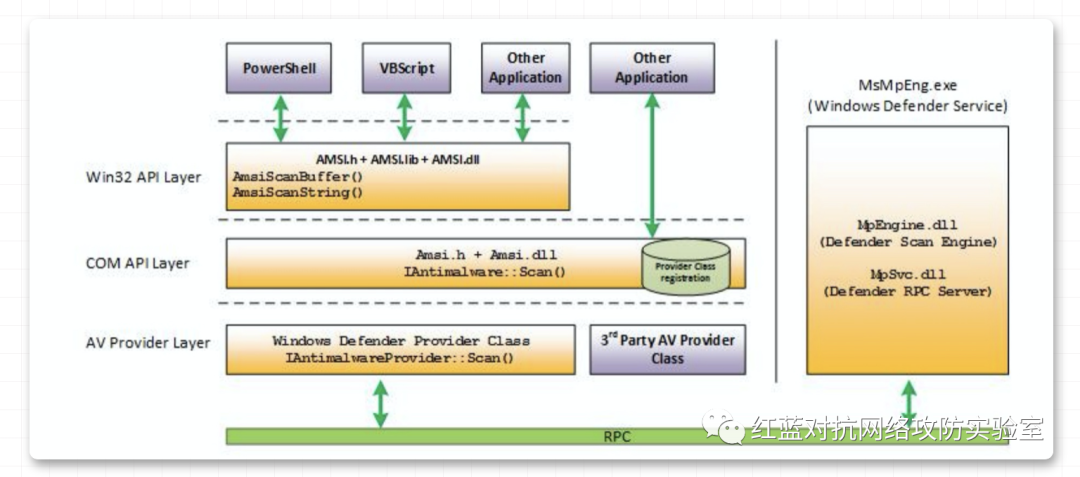 PowerShell
VBScript
Other
Application
Other
Application
MsMpEng.exe
(Windows Defender Service)
Win32 API Layer
AMSI.h + AMSI.lib + AMSI.dll
AmsiScanBuffer()
AmsiScanString()
COM API Layer
Amsi.h + Amsi.dll
IAntimalware::Scan()
Provider Class
registration
MpEngine.dll
(Defender Scan Engine)
MpSvc.dll
(Defender RPC Server)
AV Provider Layer
Windows Defender Provider Class
IAntimalwareProvider::Scan()
3rd Party AV Provider
Class
RPC
红蓝对抗网络攻防实验室